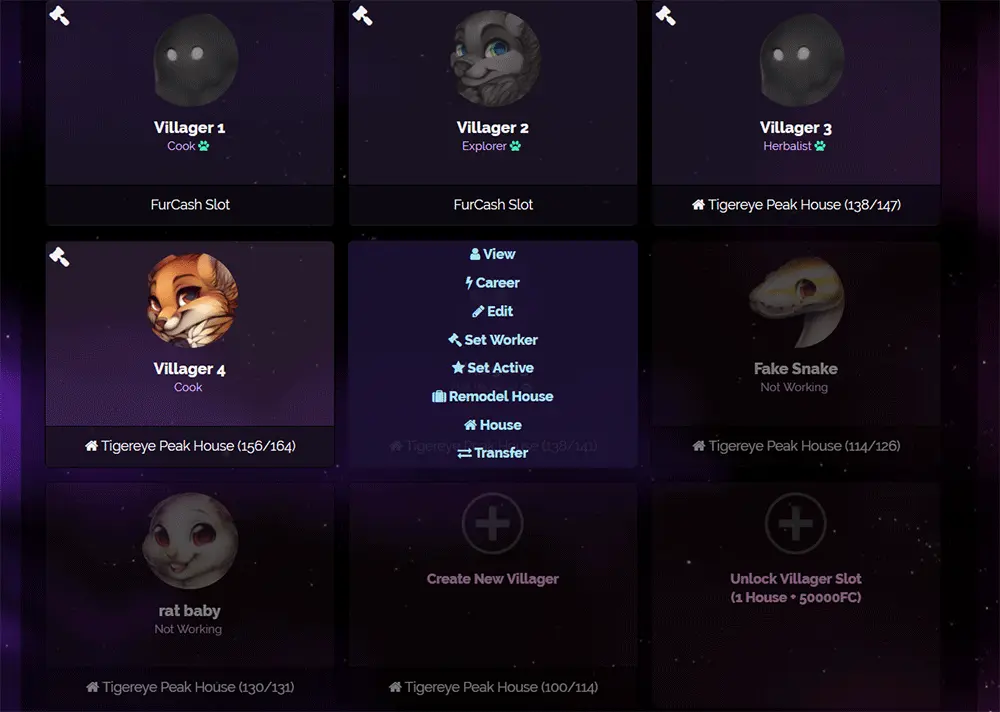 Villager 1
Cook
FurCash Slot
Villager 2
Explorer
FurCash Slot
Villager 3
Herbalist
Tigereye Peak House (138/147)
Villager 4
Cook
Tigereye Peak House (156/164)
View
Career
Edit
Set Worker
Set Active
Remodel House
House
Tigereye Peak House (138/141)
Transfer
Fake Snake
Not Working
Tigereye Peak House (114/126)
rat baby
Not Working
Tigereye Peak House (130/131)
Create New Villager
Tigereye Peak House (100/114)
Unlock Villager Slot
(1 House + 50000FC)